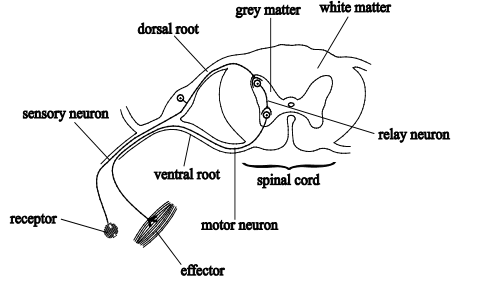 grey matter
white matter
dorsal root
sensory neuron
relay neuron
ventral root
spinal cord
receptor
motor neuron
effector